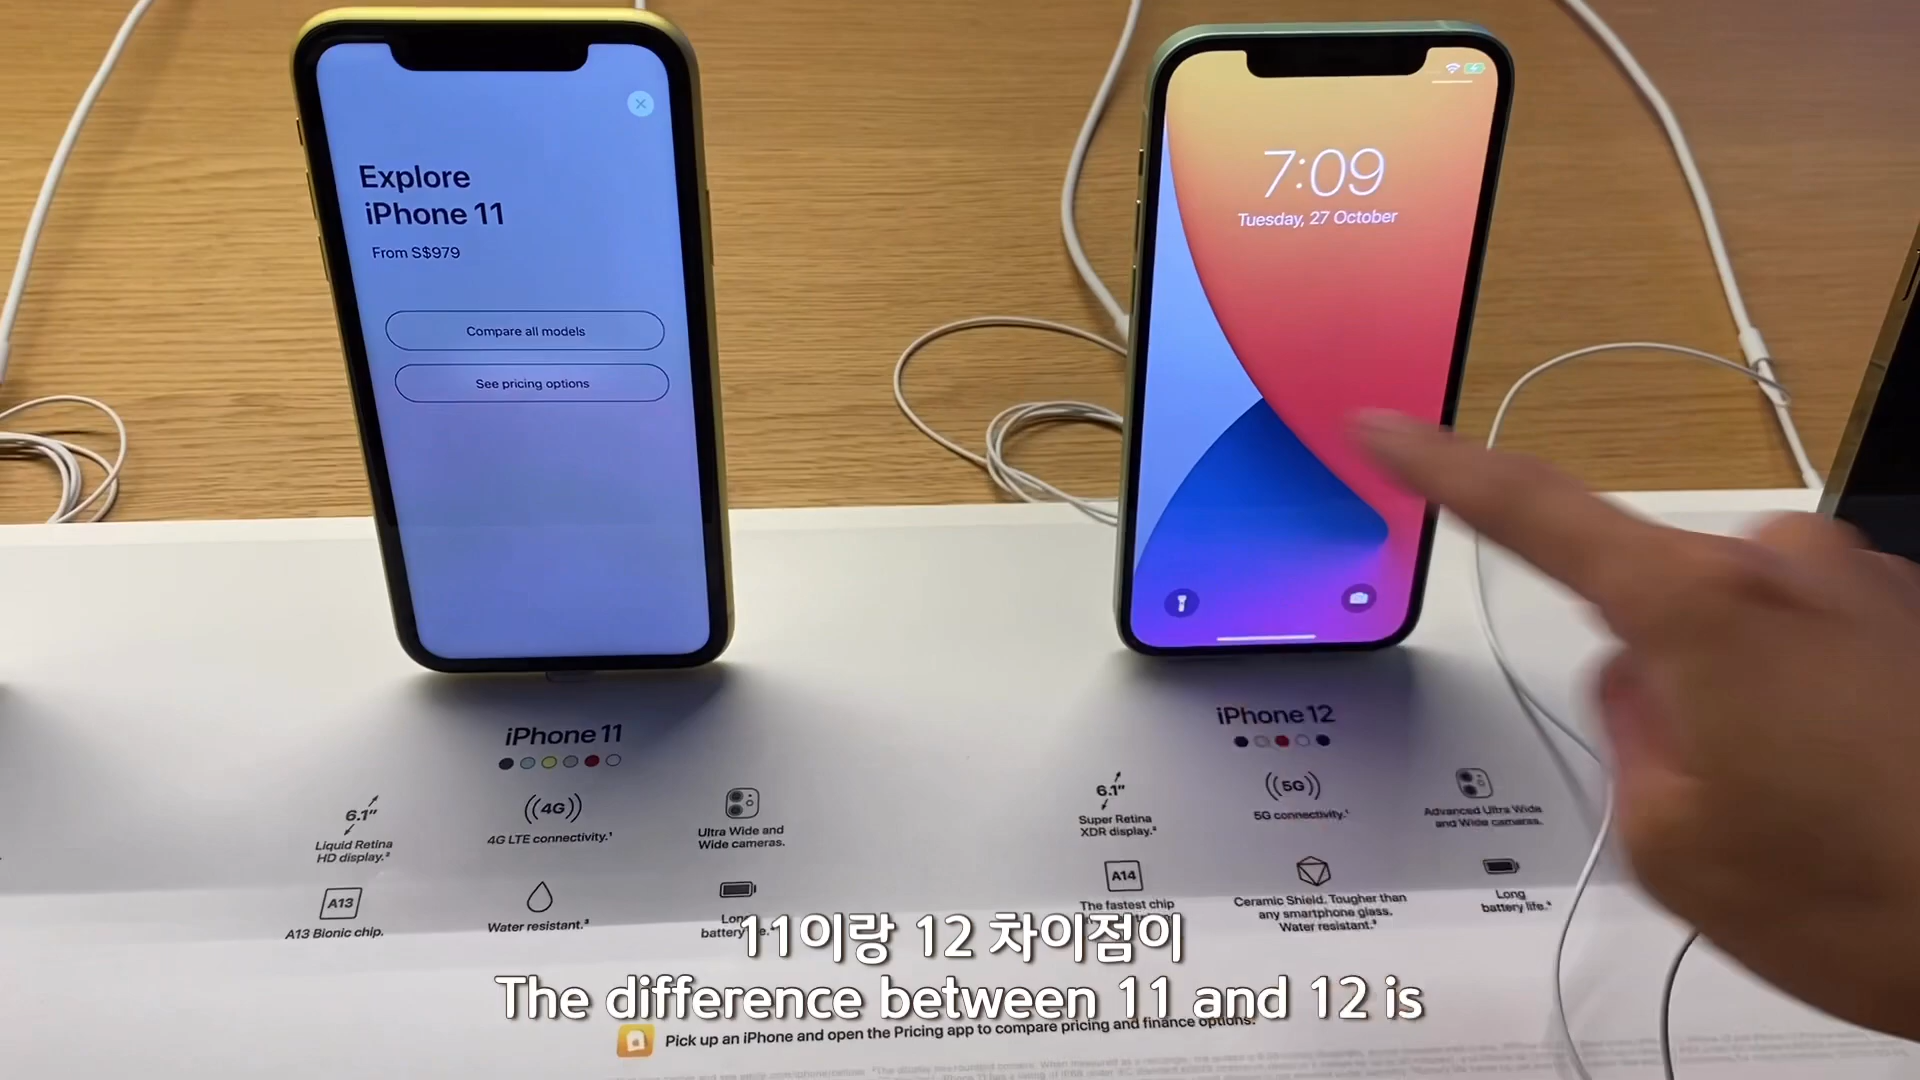 Explore
iPhone 11
From S$979
Compare all models
See pricing options
7:09
Tuesday, 27 October
iPhone 11
6.1”
Liquid Retina
HD display.²
4G
4G LTE connectivity.¹
Ultra Wide and
Wide cameras.
A13
A13 Bionic chip.
Water resistant.³
Long
battery
iPhone 12
6.1”
Super Retina
XDR display.²
5G
5G connectivity.¹
Advanced Ultra Wide
and Wide cameras.
A14
The fastest chip
Ceramic Shield. Tougher than
any smartphone glass.
Water resistant.³
Long
battery life.⁴
11이랑 12 차이점이
The difference between 11 and 12 is
Pick up an iPhone and open the Pricing app to compare pricing and finance options.